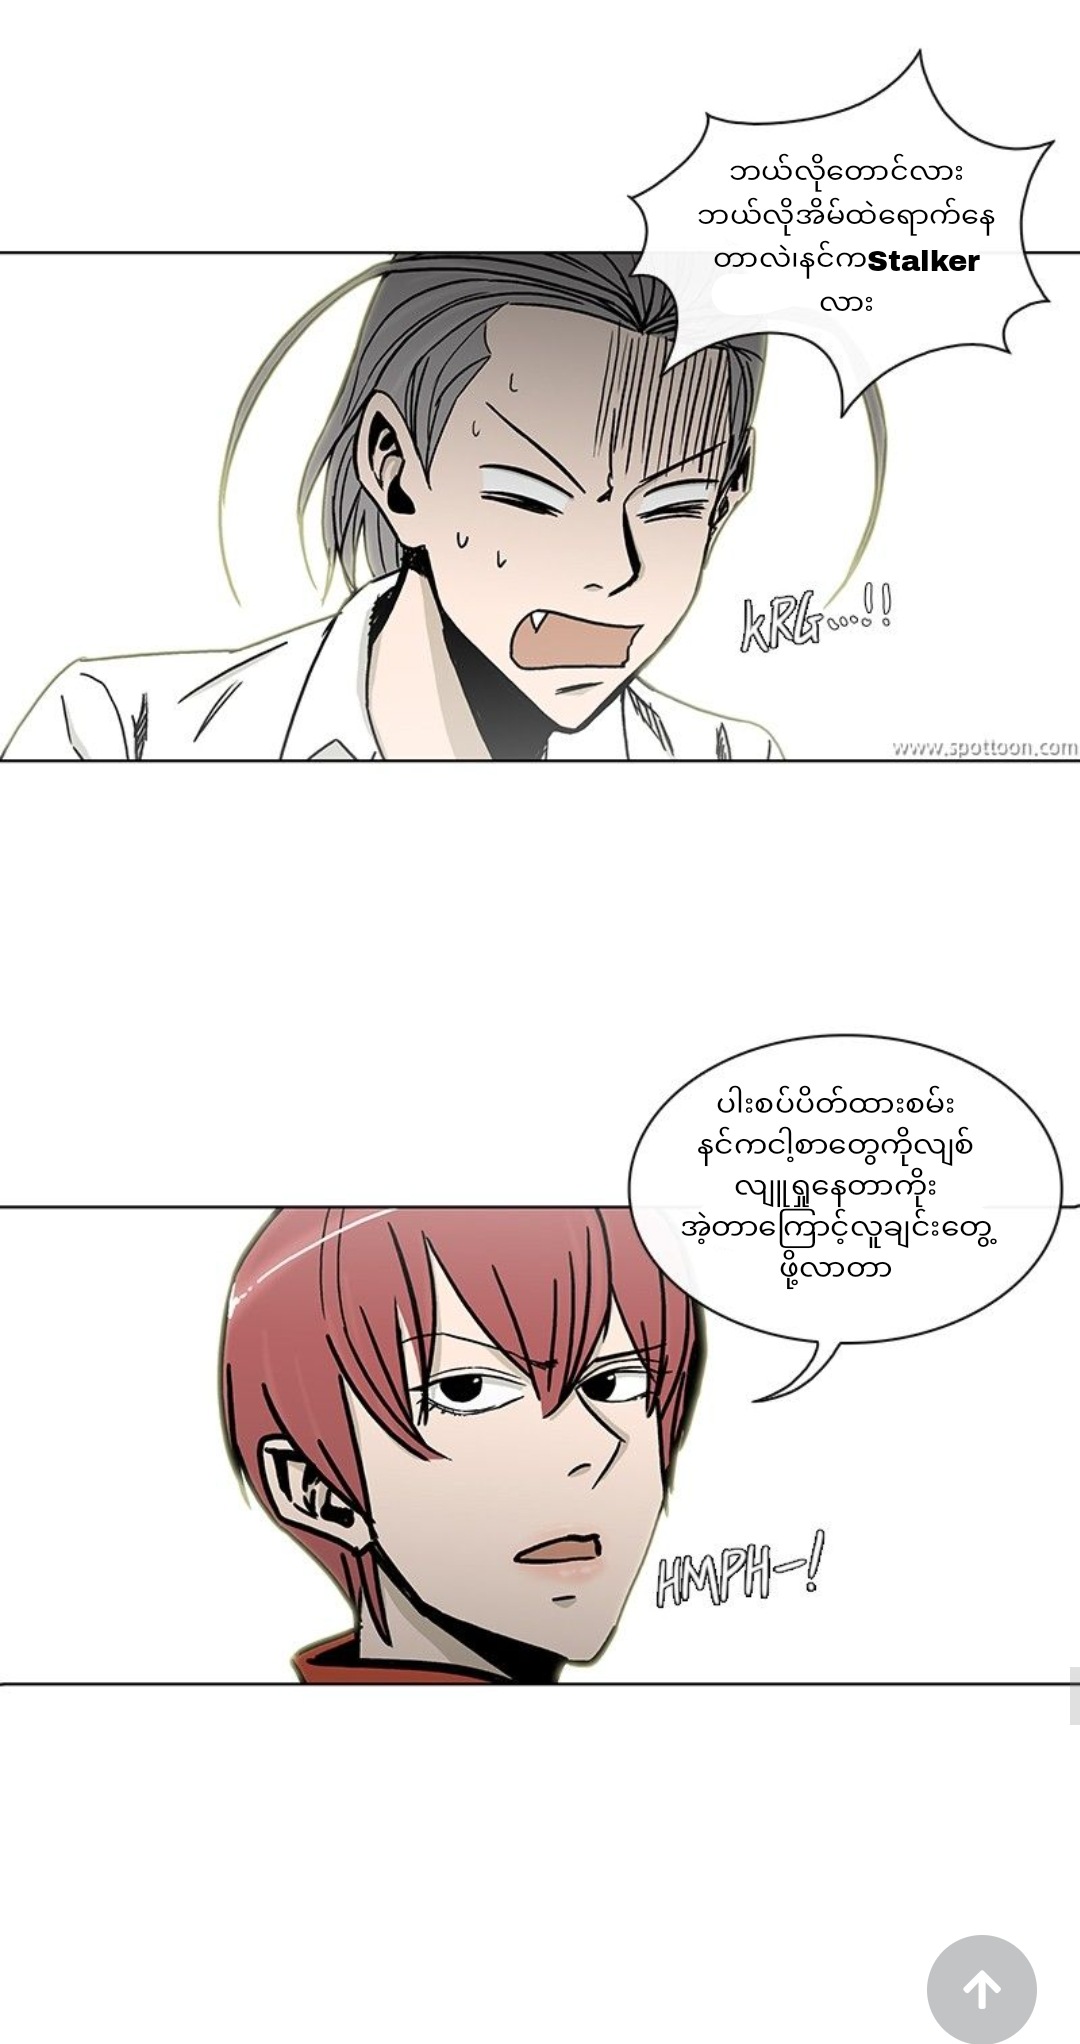 ဘယ်လိုတောင်လား
ဘယ်လိုအိမ်ထဲရောက်နေ
တာလဲ၊နင်ကStalker
လား
KRG...!!
www.spottoon.com
ပါးစပ်ပိတ်ထားစမ်း
နင်ကငါ့စာတွေကိုလျစ်
လျူရှုနေတာကိုး
အဲ့တာကြောင့်လူချင်းတွေ့
ဖို့လာတာ
HMPH-!